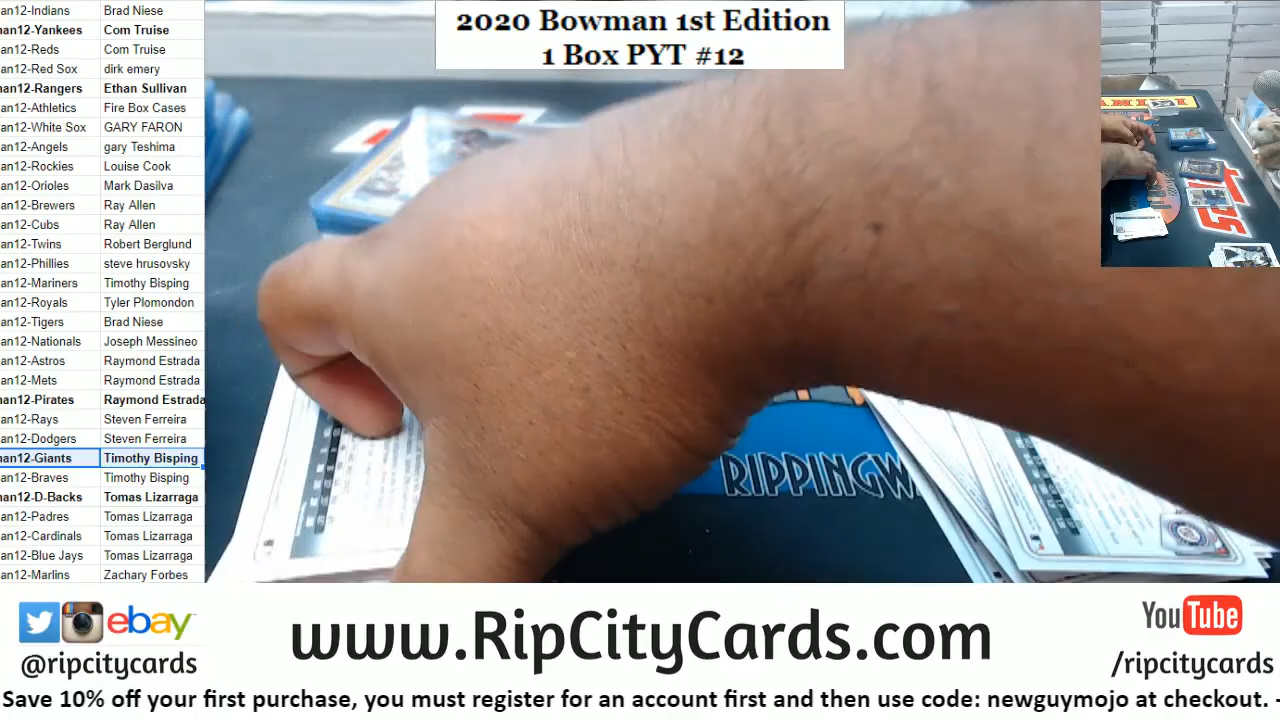 2020 Bowman 1st Edition
1 Box PYT #12
an12-Indians Brad Niese
nan12-Yankees Com Truise
an12-Reds Com Truise
an12-Red Sox dirk emery
nan12-Rangers Ethan Sullivan
an12-Athletics Fire Box Cases
an12-White Sox GARY FARON
an12-Angels gary Teshima
an12-Rockies Louise Cook
an12-Orioles Mark Dasilva
an12-Brewers Ray Allen
an12-Cubs Ray Allen
an12-Twins Robert Berglund
an12-Phillies steve hrusovsky
an12-Mariners Timothy Bisping
an12-Royals Tyler Plomondon
an12-Tigers Brad Niese
an12-Nationals Joseph Messineo
an12-Astros Raymond Estrada
an12-Mets Raymond Estrada
nan12-Pirates Raymond Estrada
an12-Rays Steven Ferreira
an12-Dodgers Steven Ferreira
nan12-Giants Timothy Bisping
an12-Braves Timothy Bisping
nan12-D-Backs Tomas Lizarraga
an12-Padres Tomas Lizarraga
an12-Cardinals Tomas Lizarraga
an12-Blue Jays Tomas Lizarraga
an12-Marlins Zachary Forbes
RIPPINGW
ebay
@ripcitycards
www.RipCityCards.com
YouTube
/ripcitycards
Save 10% off your first purchase, you must register for an account first and then use code: newguymojo at checkout. -